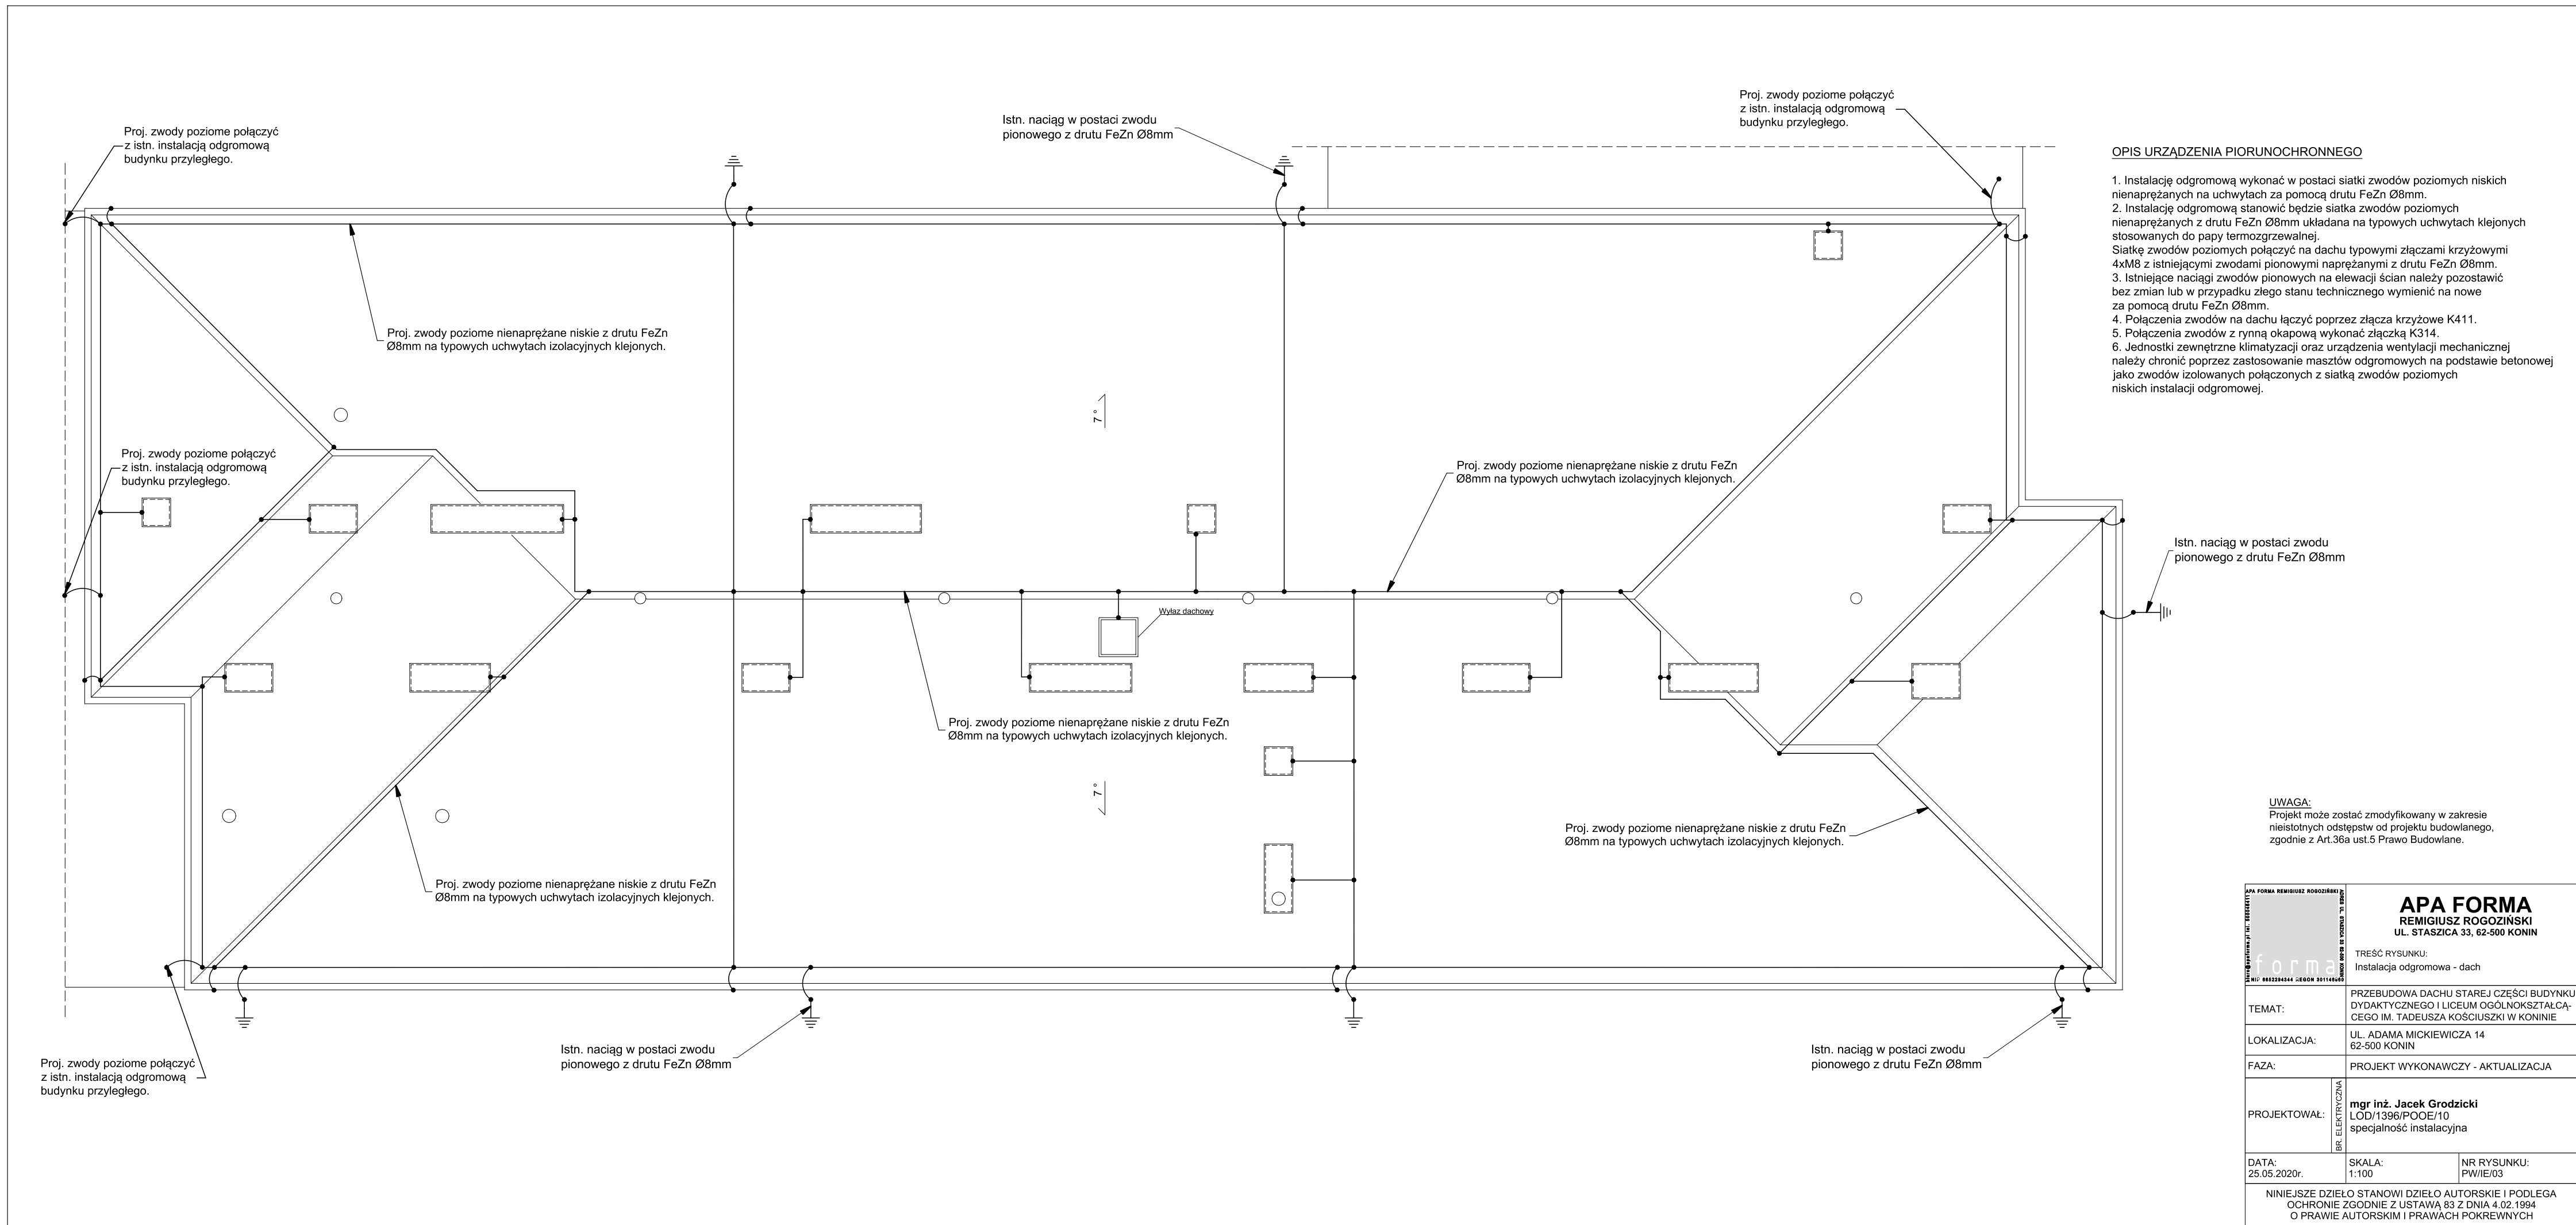 Proj. zwody poziome połączyć
z istn. instalacją odgromową
budynku przyległego.
Istn. naciąg w postaci zwodu
pionowego z drutu FeZn Ø8mm
Proj. zwody poziome połączyć
z istn. instalacją odgromową
budynku przyległego.
OPIS URZĄDZENIA PIORUNOCHRONNEGO
1. Instalację odgromową wykonać w postaci siatki zwodów poziomych niskich
nienaprężanych na uchwytach za pomocą drutu FeZn Ø8mm.
2. Instalację odgromową stanowić będzie siatka zwodów poziomych
nienaprężanych z drutu FeZn Ø8mm układana na typowych uchwytach klejonych
stosowanych do papy termozgrzewalnej.
Siatkę zwodów poziomych połączyć na dachu typowymi złączami krzyżowymi
4xM8 z istniejącymi zwodami pionowymi naprężanymi z drutu FeZn Ø8mm.
3. Istniejące naciągi zwodów pionowych na elewacji ścian należy pozostawić
bez zmian lub w przypadku złego stanu technicznego wymienić na nowe
za pomocą drutu FeZn Ø8mm.
4. Połączenia zwodów na dachu łączyć poprzez złącza krzyżowe K411.
5. Połączenia zwodów z rynną okapową wykonać złączką K314.
6. Jednostki zewnętrzne klimatyzacji oraz urządzenia wentylacji mechanicznej
należy chronić poprzez zastosowanie masztów odgromowych na podstawie betonowej
jako zwodów izolowanych połączonych z siatką zwodów poziomych
niskich instalacji odgromowej.
Proj. zwody poziome nienaprężane niskie z drutu FeZn
Ø8mm na typowych uchwytach izolacyjnych klejonych.
7 °
Proj. zwody poziome połączyć
z istn. instalacją odgromową
budynku przyległego.
Proj. zwody poziome nienaprężane niskie z drutu FeZn
Ø8mm na typowych uchwytach izolacyjnych klejonych.
Istn. naciąg w postaci zwodu
pionowego z drutu FeZn Ø8mm
Wyłaz dachowy
Proj. zwody poziome nienaprężane niskie z drutu FeZn
Ø8mm na typowych uchwytach izolacyjnych klejonych.
7 °
Proj. zwody poziome nienaprężane niskie z drutu FeZn
Ø8mm na typowych uchwytach izolacyjnych klejonych.
Proj. zwody poziome nienaprężane niskie z drutu FeZn
Ø8mm na typowych uchwytach izolacyjnych klejonych.
UWAGA:
Projekt może zostać zmodyfikowany w zakresie
nieistotnych odstępstw od projektu budowlanego,
zgodnie z Art.36a ust.5 Prawo Budowlane.
Proj. zwody poziome połączyć
z istn. instalacją odgromową
budynku przyległego.
Istn. naciąg w postaci zwodu
pionowego z drutu FeZn Ø8mm
Istn. naciąg w postaci zwodu
pionowego z drutu FeZn Ø8mm
APA FORMA REMIGIUSZ ROGOZIŃSKI
ADRES UL. STASZICA 33 62-500 KONIN
forma
APA FORMA
REMIGIUSZ ROGOZIŃSKI
UL. STASZICA 33, 62-500 KONIN
TREŚĆ RYSUNKU:
Instalacja odgromowa - dach
TEMAT:
PRZEBUDOWA DACHU STAREJ CZĘŚCI BUDYNKU
DYDAKTYCZNEGO I LICEUM OGÓLNOKSZTAŁCĄ-
CEGO IM. TADEUSZA KOŚCIUSZKI W KONINIE
LOKALIZACJA:
UL. ADAMA MICKIEWICZA 14
62-500 KONIN
FAZA:
PROJEKT WYKONAWCZY - AKTUALIZACJA
PROJEKTOWAŁ:
BR. ELEKTRYCZNA
mgr inż. Jacek Grodzicki
LOD/1396/POOE/10
specjalność instalacyjna
DATA:
25.05.2020r.
SKALA:
1:100
NR RYSUNKU:
PW/IE/03
NINIEJSZE DZIEŁO STANOWI DZIEŁO AUTORSKIE I PODLEGA
OCHRONIE ZGODNIE Z USTAWĄ 83 Z DNIA 4.02.1994
O PRAWIE AUTORSKIM I PRAWACH POKREWNYCH